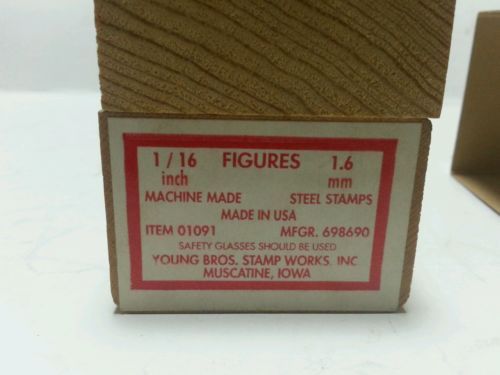 1/16 FIGURES 1.6
inch mm
MACHINE MADE STEEL STAMPS
MADE IN USA
ITEM 01091 MFGR. 698690
SAFETY GLASSES SHOULD BE USED
YOUNG BROS. STAMP WORKS, INC
MUSCATINE, IOWA